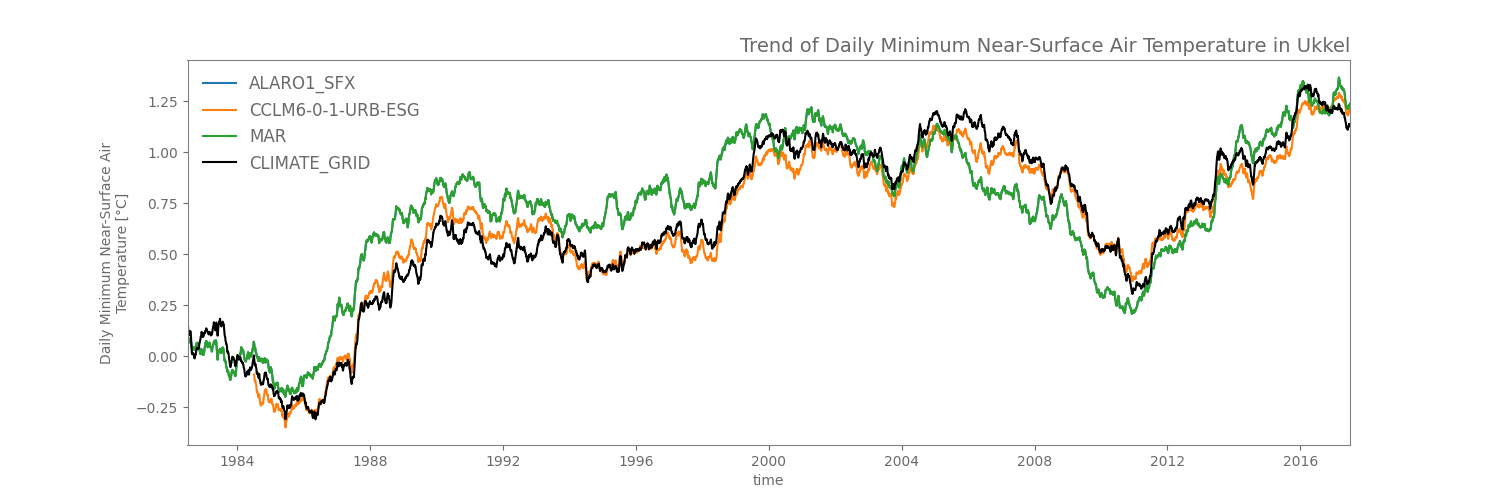 Trend of Daily Minimum Near-Surface Air Temperature in Ukkel
ALARO1_SFX
CCLM6-0-1-URB-ESG
MAR
CLIMATE_GRID
Daily Minimum Near-Surface Air
Temperature [°C]
1.25
1.00
0.75
0.50
0.25
0.00
−0.25
1984 1988 1992 1996 2000 2004 2008 2012 2016
time